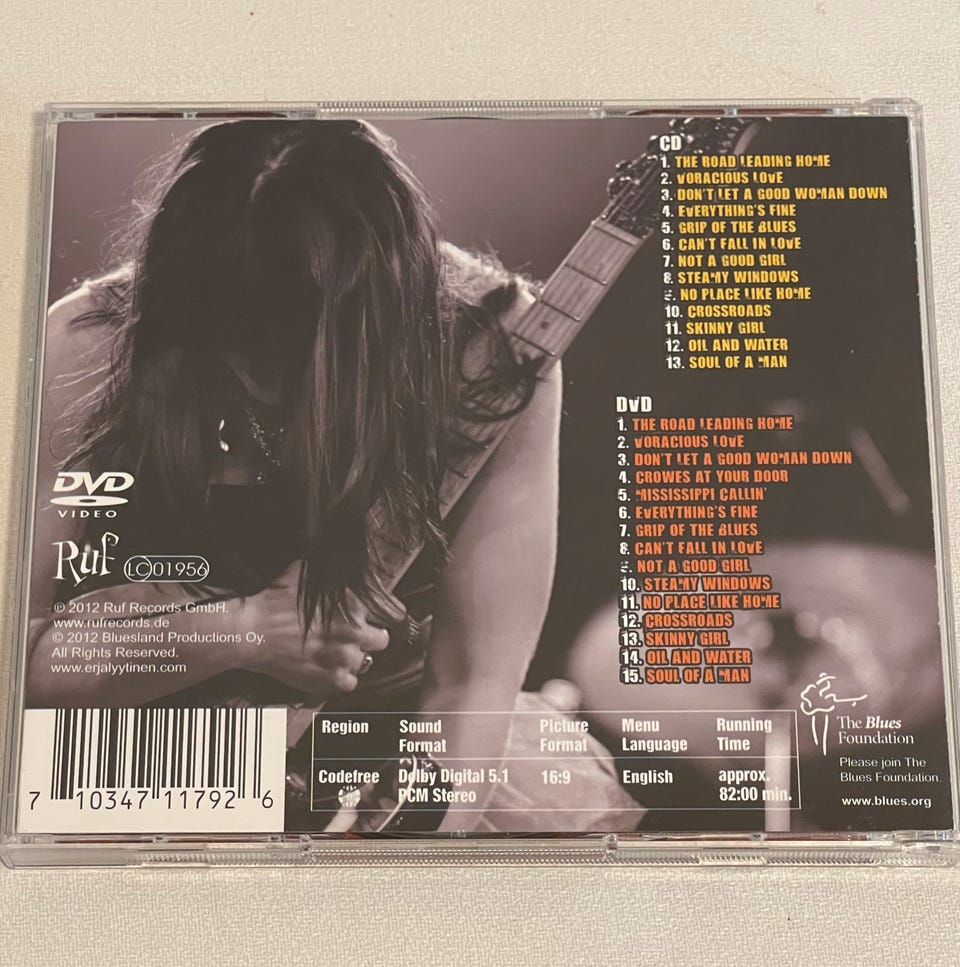 CD
1. THE ROAD LEADING HOME
2. VORACIOUS LOVE
3. DON'T LET A GOOD WOMAN DOWN
4. EVERYTHING'S FINE
5. GRIP OF THE BLUES
6. CAN'T FALL IN LOVE
7. NOT A GOOD GIRL
8. STEAMY WINDOWS
9. NO PLACE LIKE HOME
10. CROSSROADS
11. SKINNY GIRL
12. OIL AND WATER
13. SOUL OF A MAN
DVD
1. THE ROAD LEADING HOME
2. VORACIOUS LOVE
3. DON'T LET A GOOD WOMAN DOWN
4. CROWES AT YOUR DOOR
5. MISSISSIPPI CALLIN'
6. EVERYTHING'S FINE
7. GRIP OF THE BLUES
8. CAN'T FALL IN LOVE
9. NOT A GOOD GIRL
10. STEAMY WINDOWS
11. NO PLACE LIKE HOME
12. CROSSROADS
13. SKINNY GIRL
14. OIL AND WATER
15. SOUL OF A MAN
DVD
VIDEO
Ruf LC01956
© 2012 Ruf Records GmbH.
www.rufrecords.de
© 2012 Bluesland Productions Oy.
All Rights Reserved.
www.erjalyytinen.com
7 10347 11792 6
Region Sound Format Picture Format Menu Language Running Time
Codefree Dolby Digital 5.1 PCM Stereo 16:9 English approx. 82:00 min.
The Blues
Foundation
Please join The
Blues Foundation.
www.blues.org